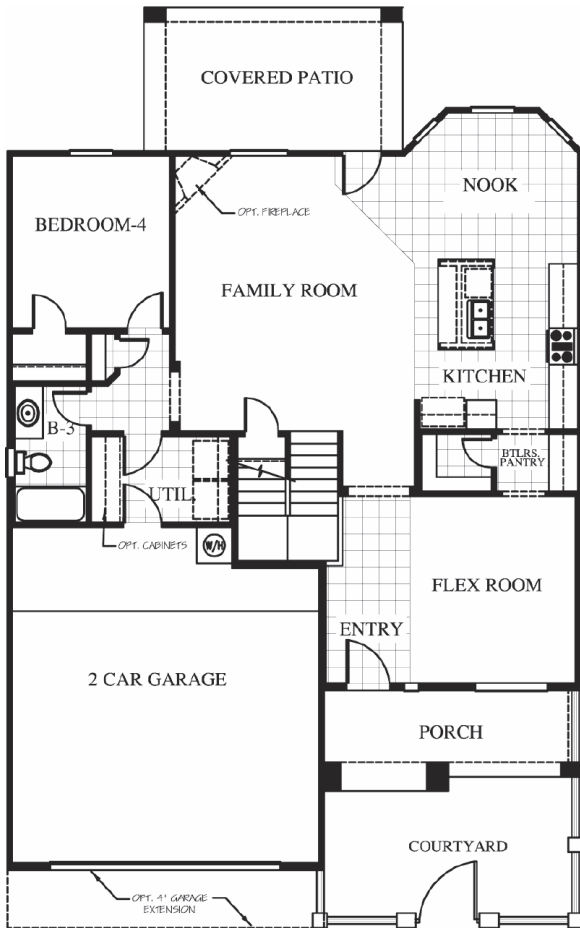 COVERED PATIO
NOOK
OPT. FIREPLACE
BEDROOM-4
FAMILY ROOM
KITCHEN
B-3
BTLRS.
PANTRY
UTIL.
OPT. CABINETS
W/H
FLEX ROOM
ENTRY
2 CAR GARAGE
PORCH
COURTYARD
OPT. 4' GARAGE
EXTENSION